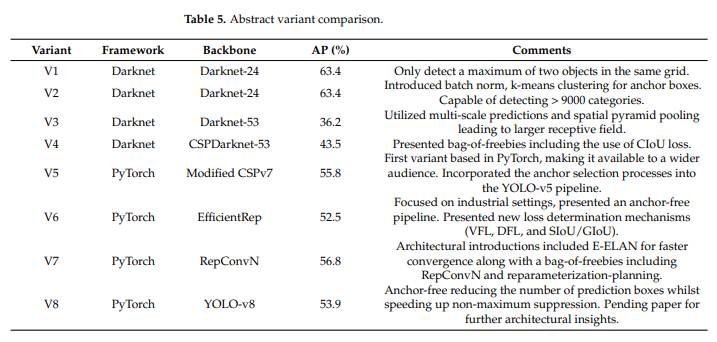 Table 5. Abstract variant comparison.
Variant Framework Backbone AP (%) Comments
V1 Darknet Darknet-24 63.4 Only detect a maximum of two objects in the same grid.
V2 Darknet Darknet-24 63.4 Introduced batch norm, k-means clustering for anchor boxes.
Capable of detecting > 9000 categories.
V3 Darknet Darknet-53 36.2 Utilized multi-scale predictions and spatial pyramid pooling
leading to larger receptive field.
V4 Darknet CSPDarknet-53 43.5 Presented bag-of-freebies including the use of CIoU loss.
First variant based in PyTorch, making it available to a wider
V5 PyTorch Modified CSPv7 55.8 audience. Incorporated the anchor selection processes into
the YOLO-v5 pipeline.
Focused on industrial settings, presented an anchor-free
V6 PyTorch EfficientRep 52.5 pipeline. Presented new loss determination mechanisms
(VFL, DFL, and SIoU/GIoU).
Architectural introductions included E-ELAN for faster
V7 PyTorch RepConvN 56.8 convergence along with a bag-of-freebies including
RepConvN and reparameterization-planning.
Anchor-free reducing the number of prediction boxes whilst
V8 PyTorch YOLO-v8 53.9 speeding up non-maximum suppression. Pending paper for
further architectural insights.